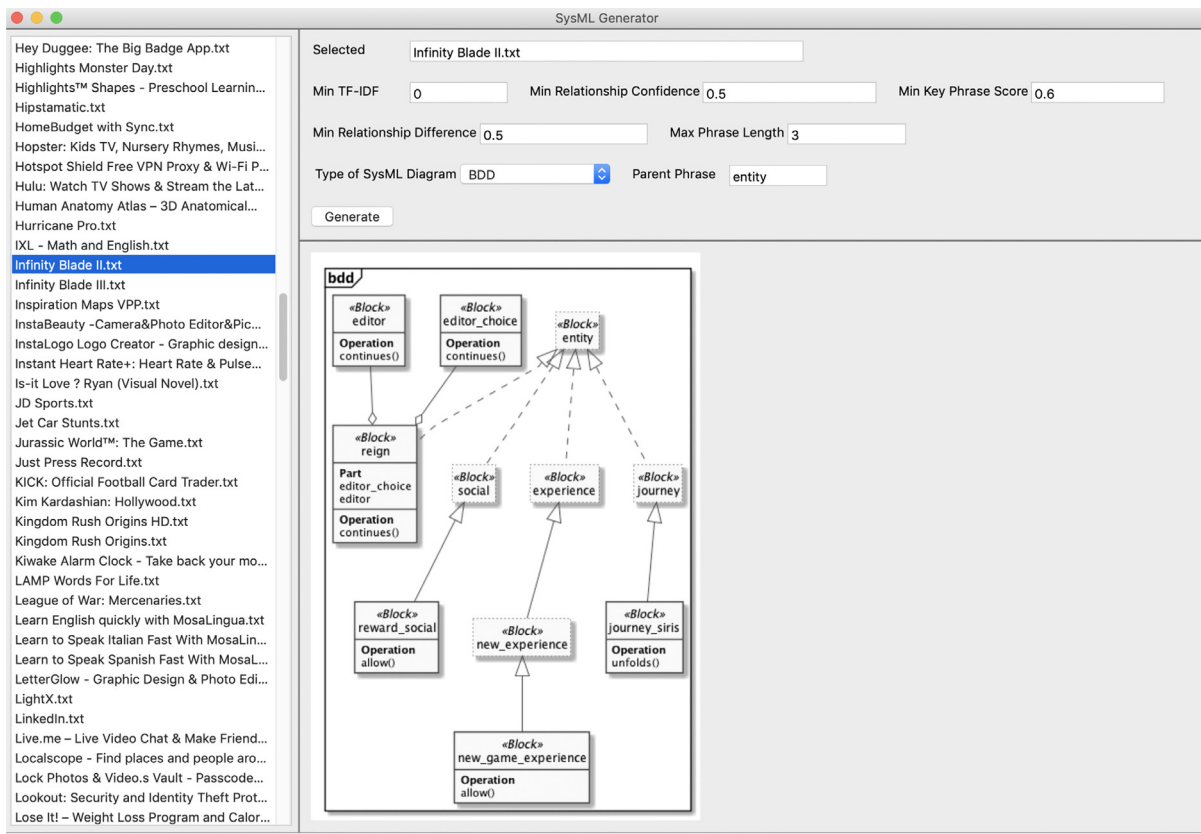 SysML Generator
Hey Duggee: The Big Badge App.txt
Highlights Monster Day.txt
Highlights™ Shapes - Preschool Learnin...
Hipstamatic.txt
HomeBudget with Sync.txt
Hopster: Kids TV, Nursery Rhymes, Musi...
Hotspot Shield Free VPN Proxy & Wi-Fi P...
Hulu: Watch TV Shows & Stream the Lat...
Human Anatomy Atlas – 3D Anatomical...
Hurricane Pro.txt
IXL - Math and English.txt
Infinity Blade II.txt
Infinity Blade III.txt
Inspiration Maps VPP.txt
InstaBeauty -Camera&Photo Editor&Pic...
InstaLogo Logo Creator - Graphic design...
Instant Heart Rate+: Heart Rate & Pulse...
Is-it Love ? Ryan (Visual Novel).txt
JD Sports.txt
Jet Car Stunts.txt
Jurassic World™: The Game.txt
Just Press Record.txt
KICK: Official Football Card Trader.txt
Kim Kardashian: Hollywood.txt
Kingdom Rush Origins HD.txt
Kingdom Rush Origins.txt
Kiwake Alarm Clock - Take back your mo...
LAMP Words For Life.txt
League of War: Mercenaries.txt
Learn English quickly with MosaLingua.txt
Learn to Speak Italian Fast With MosaLin...
Learn to Speak Spanish Fast With MosaL...
LetterGlow - Graphic Design & Photo Edi...
LightX.txt
LinkedIn.txt
Live.me – Live Video Chat & Make Friend...
Localscope - Find places and people aro...
Lock Photos & Video.s Vault - Passcode...
Lookout: Security and Identity Theft Prot...
Lose It! – Weight Loss Program and Calor...
Selected Infinity Blade II.txt
Min TF-IDF 0 Min Relationship Confidence 0.5 Min Key Phrase Score 0.6
Min Relationship Difference 0.5 Max Phrase Length 3
Type of SysML Diagram BDD Parent Phrase entity
Generate
bdd
«Block»
editor
Operation
continues()
«Block»
editor_choice
Operation
continues()
«Block»
entity
«Block»
reign
Part
editor_choice
editor
Operation
continues()
«Block»
social
«Block»
experience
«Block»
journey
«Block»
reward_social
Operation
allow()
«Block»
new_experience
«Block»
journey_siris
Operation
unfolds()
«Block»
new_game_experience
Operation
allow()